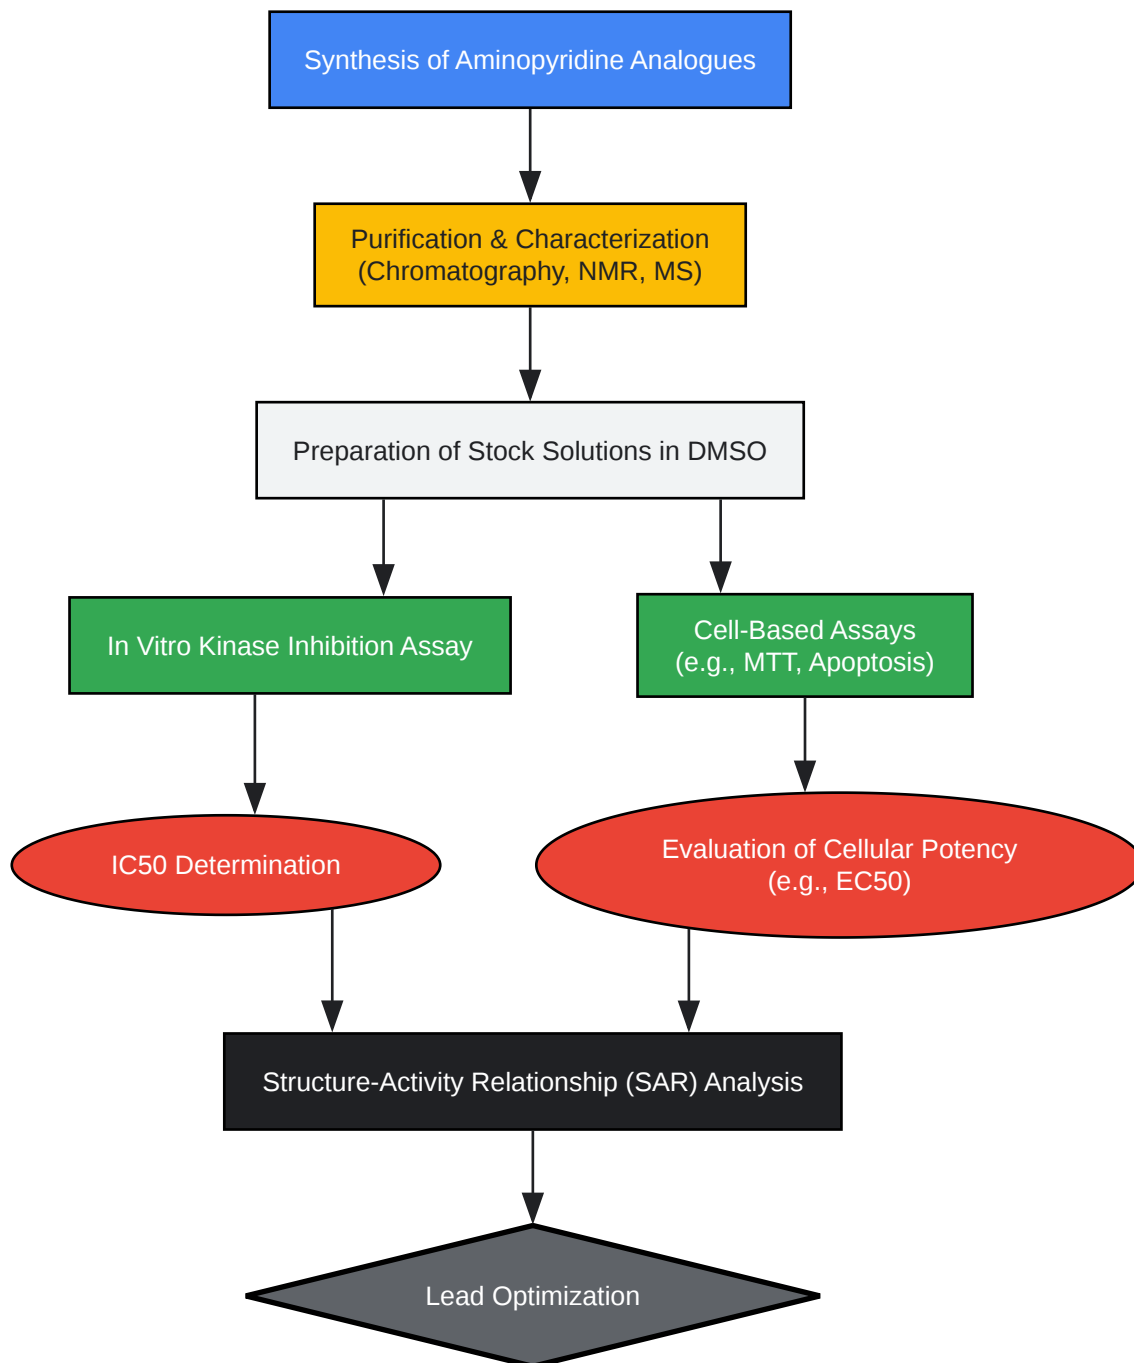 Synthesis of Aminopyridine Analogues
Purification & Characterization
(Chromatography, NMR, MS)
Preparation of Stock Solutions in DMSO
In Vitro Kinase Inhibition Assay
Cell-Based Assays
(e.g., MTT, Apoptosis)
IC50 Determination
Evaluation of Cellular Potency
(e.g., EC50)
Structure-Activity Relationship (SAR) Analysis
Lead Optimization